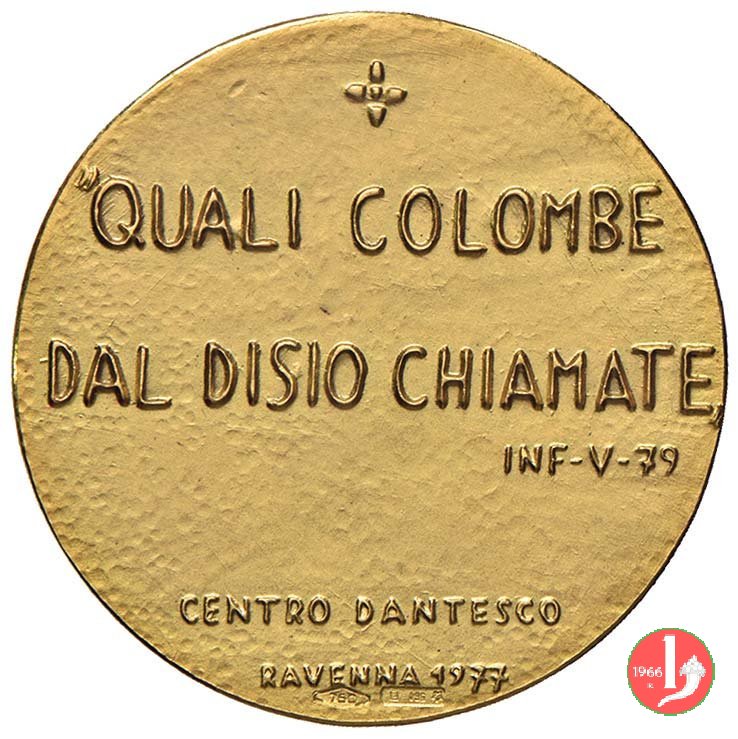 "QUALI COLOMBE
DAL DISIO CHIAMATE"
INF-V-79
CENTRO DANTESCO
RAVENNA 1977
750
1966